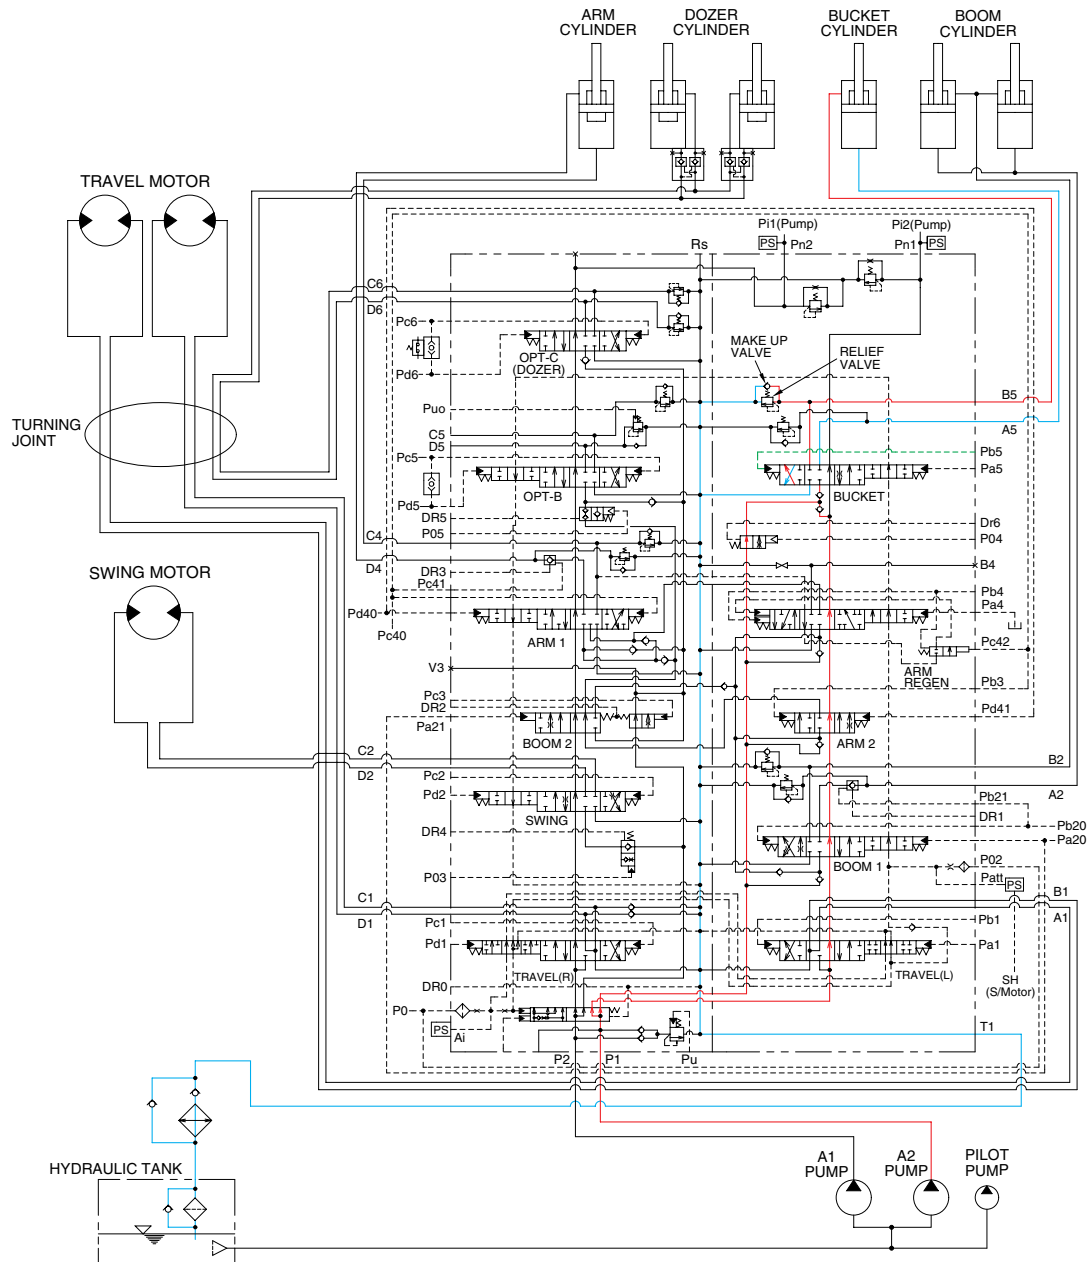 ARM
CYLINDER
DOZER
CYLINDER
BUCKET
CYLINDER
BOOM
CYLINDER
TRAVEL MOTOR
Pi1(Pump)
Pi2(Pump)
PS
Pn2
Pn1
PS
Rs
C6
D6
Pc6
Pd6
OPT-C
(DOZER)
MAKE UP
VALVE
RELIEF
VALVE
B5
A5
TURNING
JOINT
Puo
C5
D5
Pc5
Pd5
OPT-B
Pb5
Pa5
BUCKET
DR5
P05
Dr6
P04
C4
D4
DR3
Pc41
B4
SWING MOTOR
Pd40
Pc40
ARM 1
Pb4
Pa4
Pc42
ARM
REGEN
V3
Pc3
DR2
Pa21
BOOM 2
Pb3
Pd41
ARM 2
C2
D2
B2
A2
Pc2
Pd2
SWING
Pb21
DR1
DR4
Pb20
Pa20
BOOM 1
P03
P02
Patt
PS
C1
D1
B1
A1
Pc1
Pd1
TRAVEL(R)
Pb1
Pa1
TRAVEL(L)
SH
(S/Motor)
DR0
P0
PS
Ai
T1
P2
P1
Pu
HYDRAULIC TANK
A1
PUMP
A2
PUMP
PILOT
PUMP